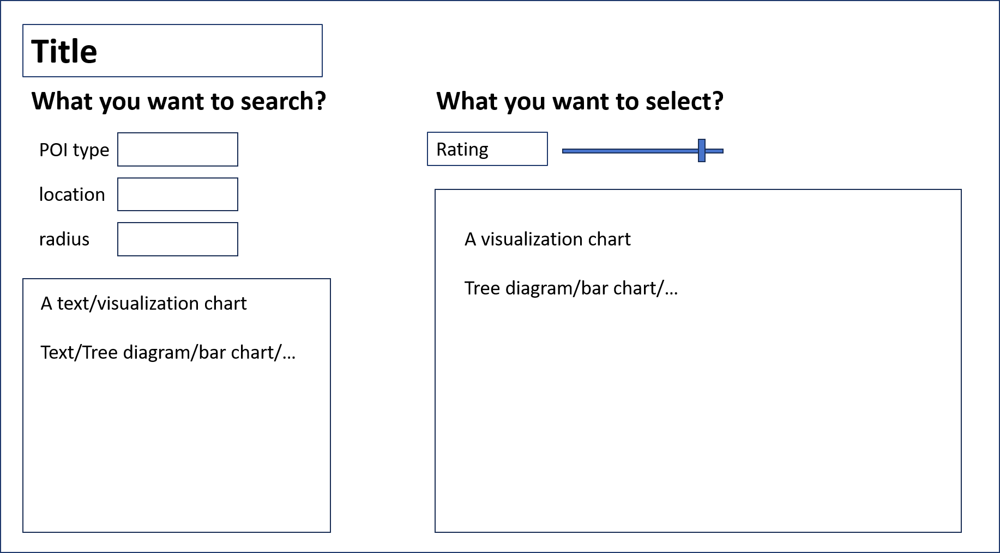 Title
What you want to search?
POI type
location
radius
A text/visualization chart
Text/Tree diagram/bar chart/...
What you want to select?
Rating
A visualization chart
Tree diagram/bar chart/...